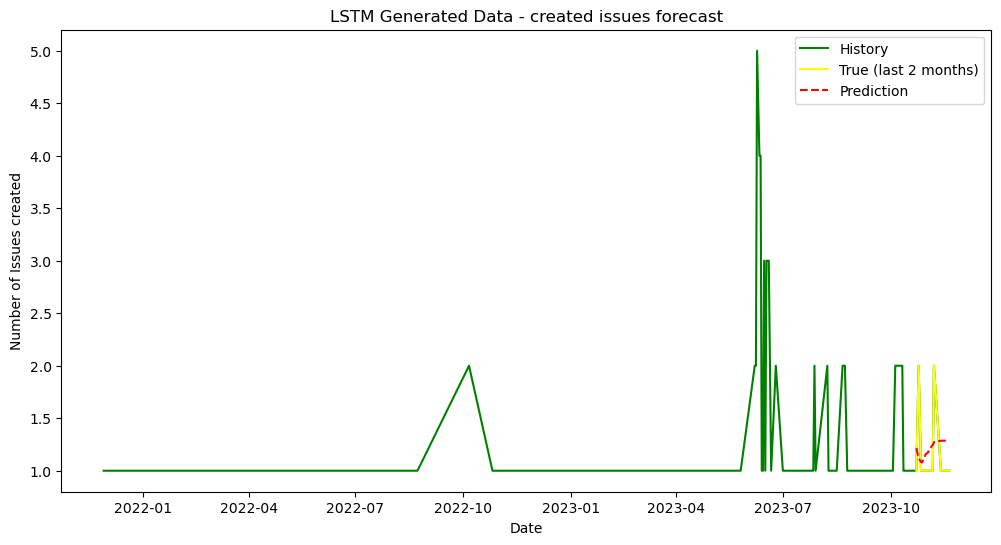 LSTM Generated Data - created issues forecast
History
True (last 2 months)
Prediction
5.0
4.5
4.0
3.5
3.0
2.5
2.0
1.5
1.0
Number of Issues created
2022-01
2022-04
2022-07
2022-10
2023-01
2023-04
2023-07
2023-10
Date